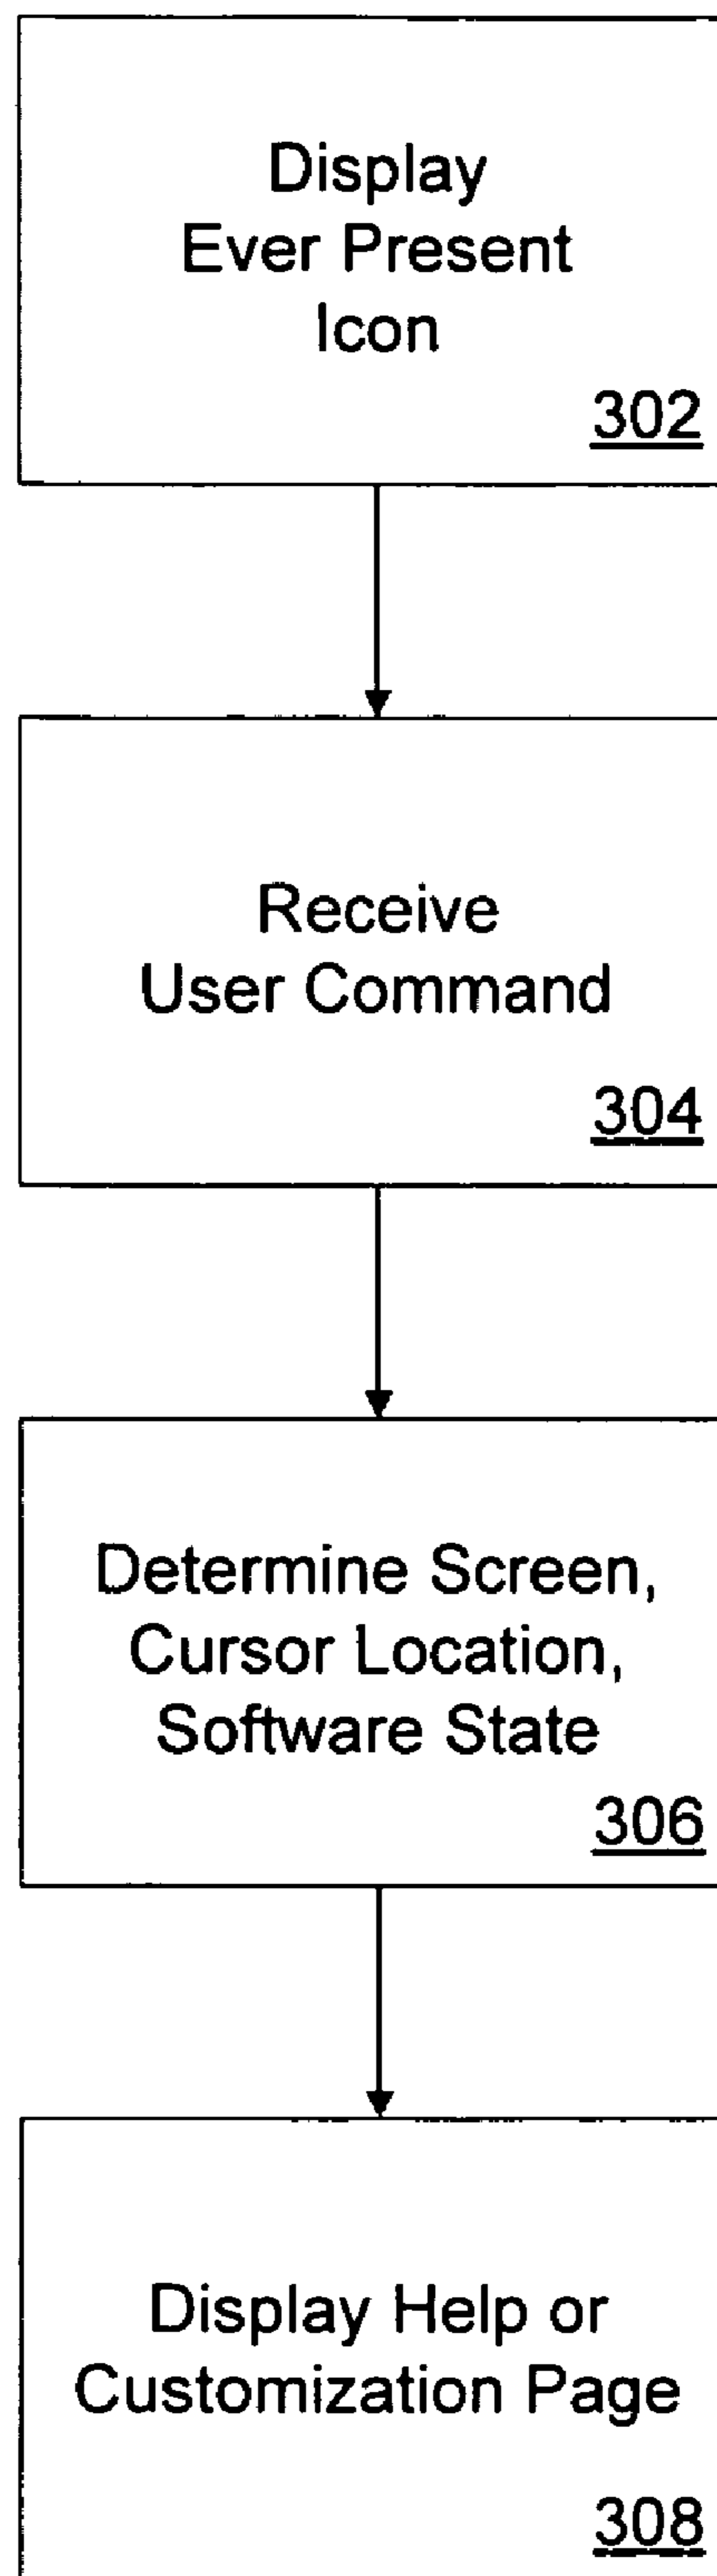 Display
Ever Present
Icon
302
Receive
User Command
304
Determine Screen,
Cursor Location,
Software State
306
Display Help or
Customization Page
308